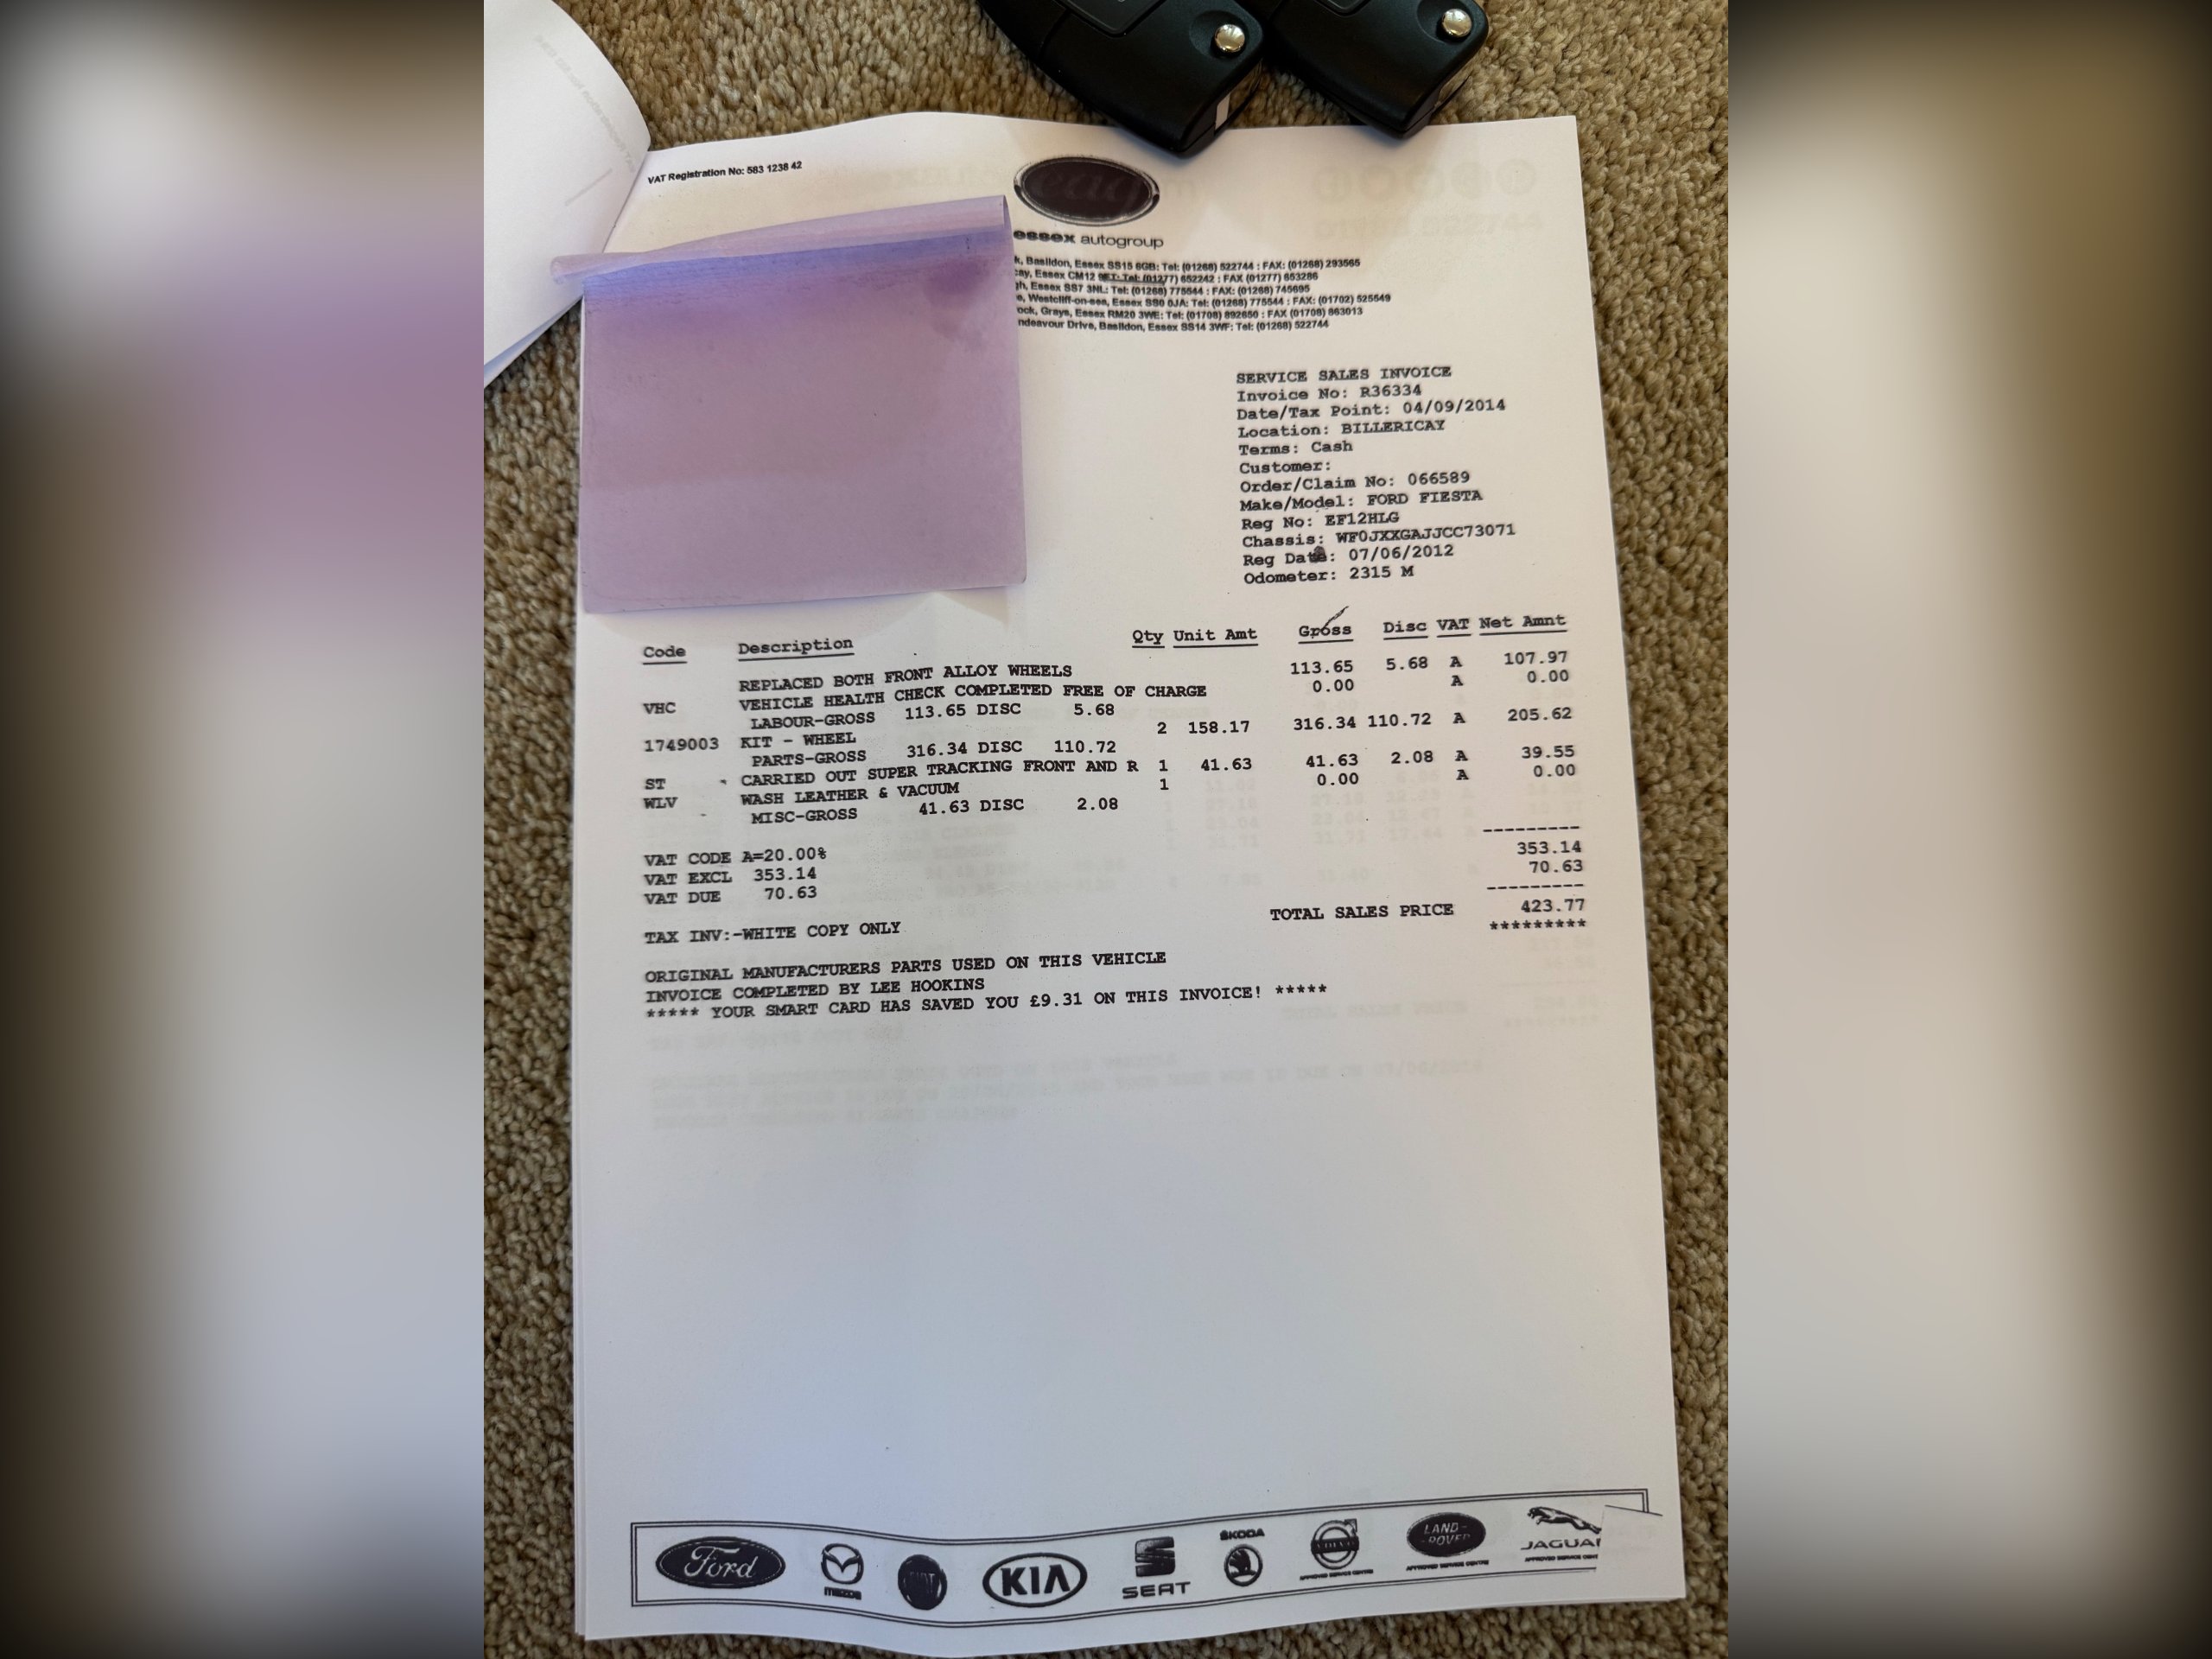 VAT Registration No: 583 1238 42
essex autogroup
Basildon, Essex SS15 6GB: Tel: (01268) 522744 : FAX: (01268) 293565
Essex CM12 Tel: (01277) 652242 : FAX (01277) 653286
Essex SS7 3NL: Tel: (01268) 775544 : FAX: (01268) 745695
Westcliff-on-sea, Essex SS0 0JA: Tel: (01268) 775544 : FAX: (01702) 525549
Grays, Essex RM20 3WE: Tel: (01708) 892650 : FAX (01708) 863013
Drive, Basildon, Essex SS14 3WF: Tel: (01268) 522744
SERVICE SALES INVOICE
Invoice No: R36334
Date/Tax Point: 04/09/2014
Location: BILLERICAY
Terms: Cash
Customer:
Order/Claim No: 066589
Make/Model: FORD FIESTA
Reg No: EF12HLG
Chassis: WF0JXXGAJJCC73071
Reg Date: 07/06/2012
Odometer: 2315 M
Code Description Qty Unit Amt Gross Disc VAT Net Amnt
REPLACED BOTH FRONT ALLOY WHEELS 113.65 5.68 A 107.97
VHC VEHICLE HEALTH CHECK COMPLETED FREE OF CHARGE 0.00 A 0.00
LABOUR-GROSS 113.65 DISC 5.68
1749003 KIT - WHEEL 2 158.17 316.34 110.72 A 205.62
PARTS-GROSS 316.34 DISC 110.72
ST CARRIED OUT SUPER TRACKING FRONT AND R 1 41.63 41.63 2.08 A 39.55
WLV WASH LEATHER & VACUUM 1 0.00 A 0.00
MISC-GROSS 41.63 DISC 2.08
---------
VAT CODE A=20.00% 353.14
VAT EXCL 353.14 70.63
VAT DUE 70.63 ---------
TOTAL SALES PRICE 423.77
TAX INV:-WHITE COPY ONLY *********
ORIGINAL MANUFACTURERS PARTS USED ON THIS VEHICLE
INVOICE COMPLETED BY LEE HOOKINS
***** YOUR SMART CARD HAS SAVED YOU £9.31 ON THIS INVOICE! *****
Ford mazda FIAT KIA SEAT ŠKODA VOLVO LAND-ROVER JAGUAR